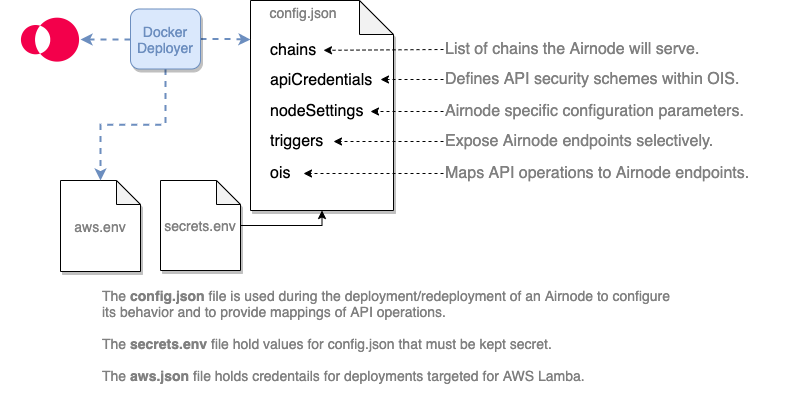 config.json
Docker
Deployer
chains
List of chains the Airnode will serve.
apiCredentials
Defines API security schemes within OIS.
nodeSettings
Airnode specific configuration parameters.
triggers
Expose Airnode endpoints selectively.
ois
Maps API operations to Airnode endpoints.
aws.env
secrets.env
The config.json file is used during the deployment/redeployment of an Airnode to configure
its behavior and to provide mappings of API operations.
The secrets.env file hold values for config.json that must be kept secret.
The aws.json file holds credentails for deployments targeted for AWS Lamba.